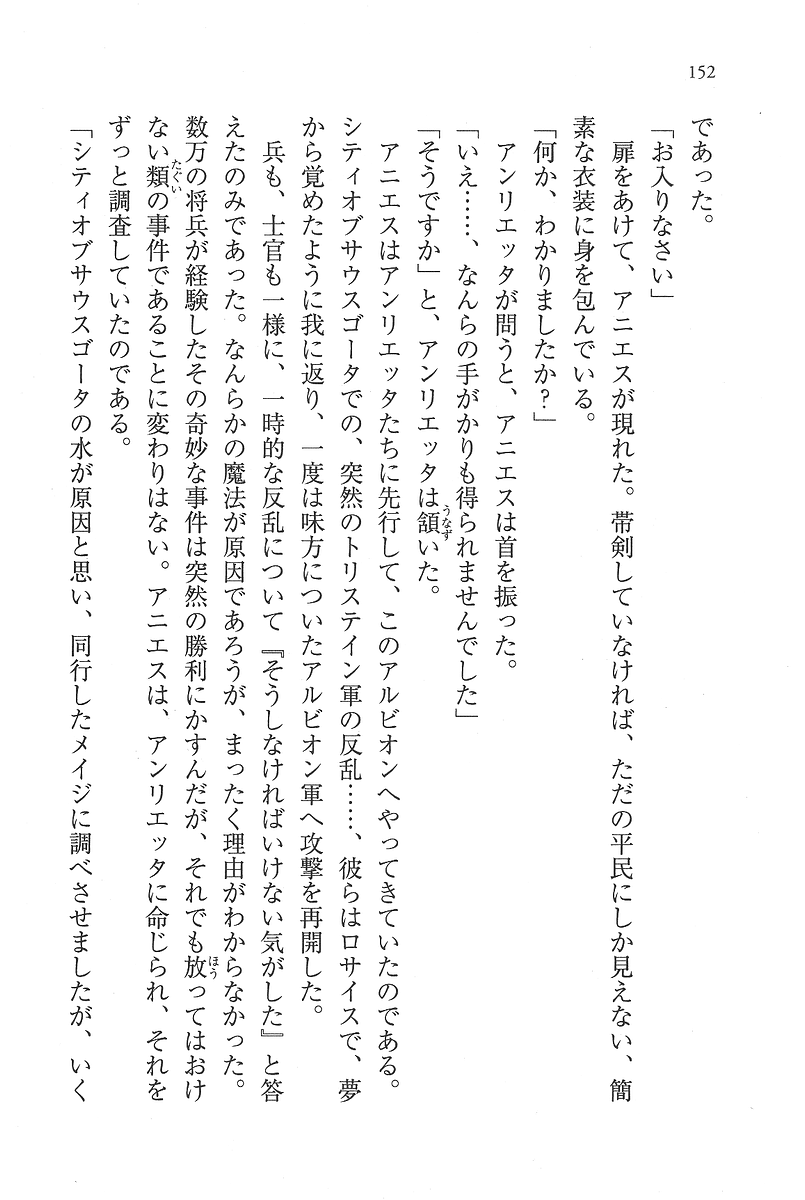 152
であった。
「お入りなさい」
扉をあけて、アニエスが現れた。帯剣していなければ、ただの平民にしか見えない、簡
素な衣装に身を包んでいる。
「何か、わかりましたか?」
アンリエッタが問うと、アニエスは首を振った。
「いえ……、なんらの手がかりも得られませんでした」
「そうですか」と、アンリエッタは頷いた。
アニエスはアンリエッタたちに先行して、このアルビオンへやってきていたのである。
シティオブサウスゴータでの、突然のトリステイン軍の反乱……、彼らはロサイスで、夢
から覚めたように我に返り、一度は味方についたアルビオン軍へ攻撃を再開した。
兵も、士官も一様に、一時的な反乱について『そうしなければいけない気がした』と答
えたのみであった。なんらかの魔法が原因であろうが、まったく理由がわからなかった。
数万の将兵が経験したその奇妙な事件は突然の勝利にかすんだが、それでも放ってはおけ
ない類の事件であることに変わりはない。アニエスは、アンリエッタに命じられ、それを
ずっと調査していたのである。
「シティオブサウスゴータの水が原因と思い、同行したメイジに調べさせましたが、いく